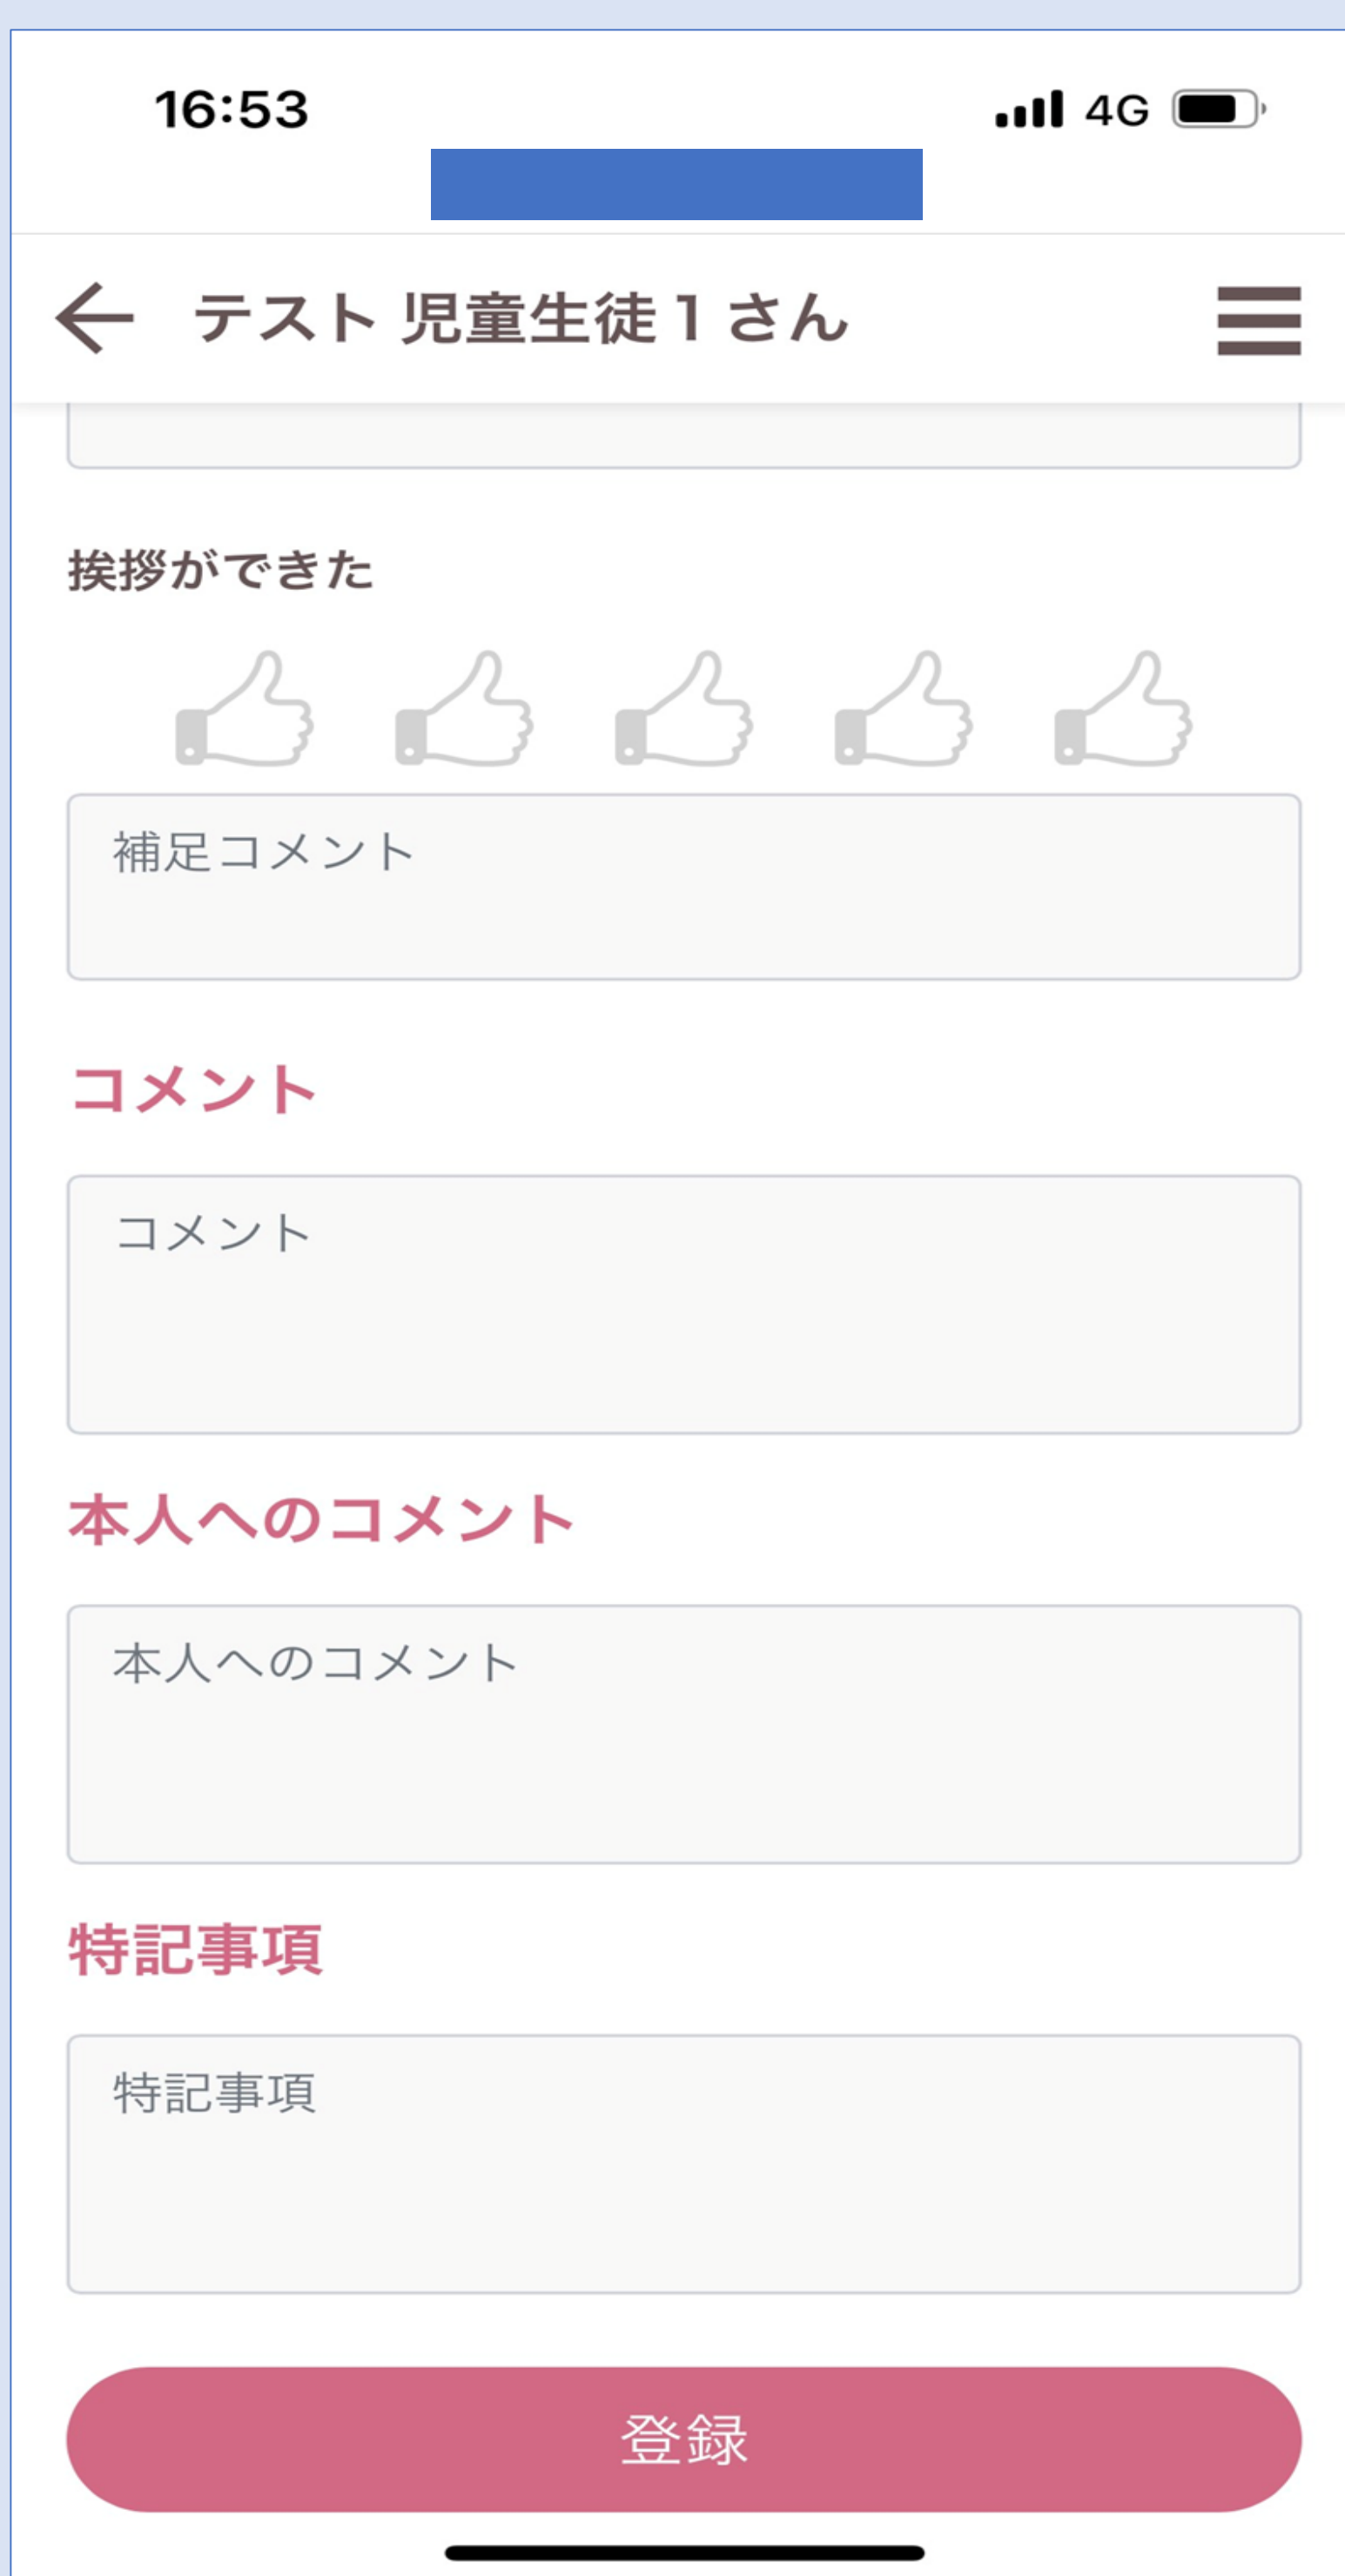 16:53
4G
テスト 児童生徒1さん
挨拶ができた
補足コメント
コメント
コメント
本人へのコメント
本人へのコメント
特記事項
特記事項
登録